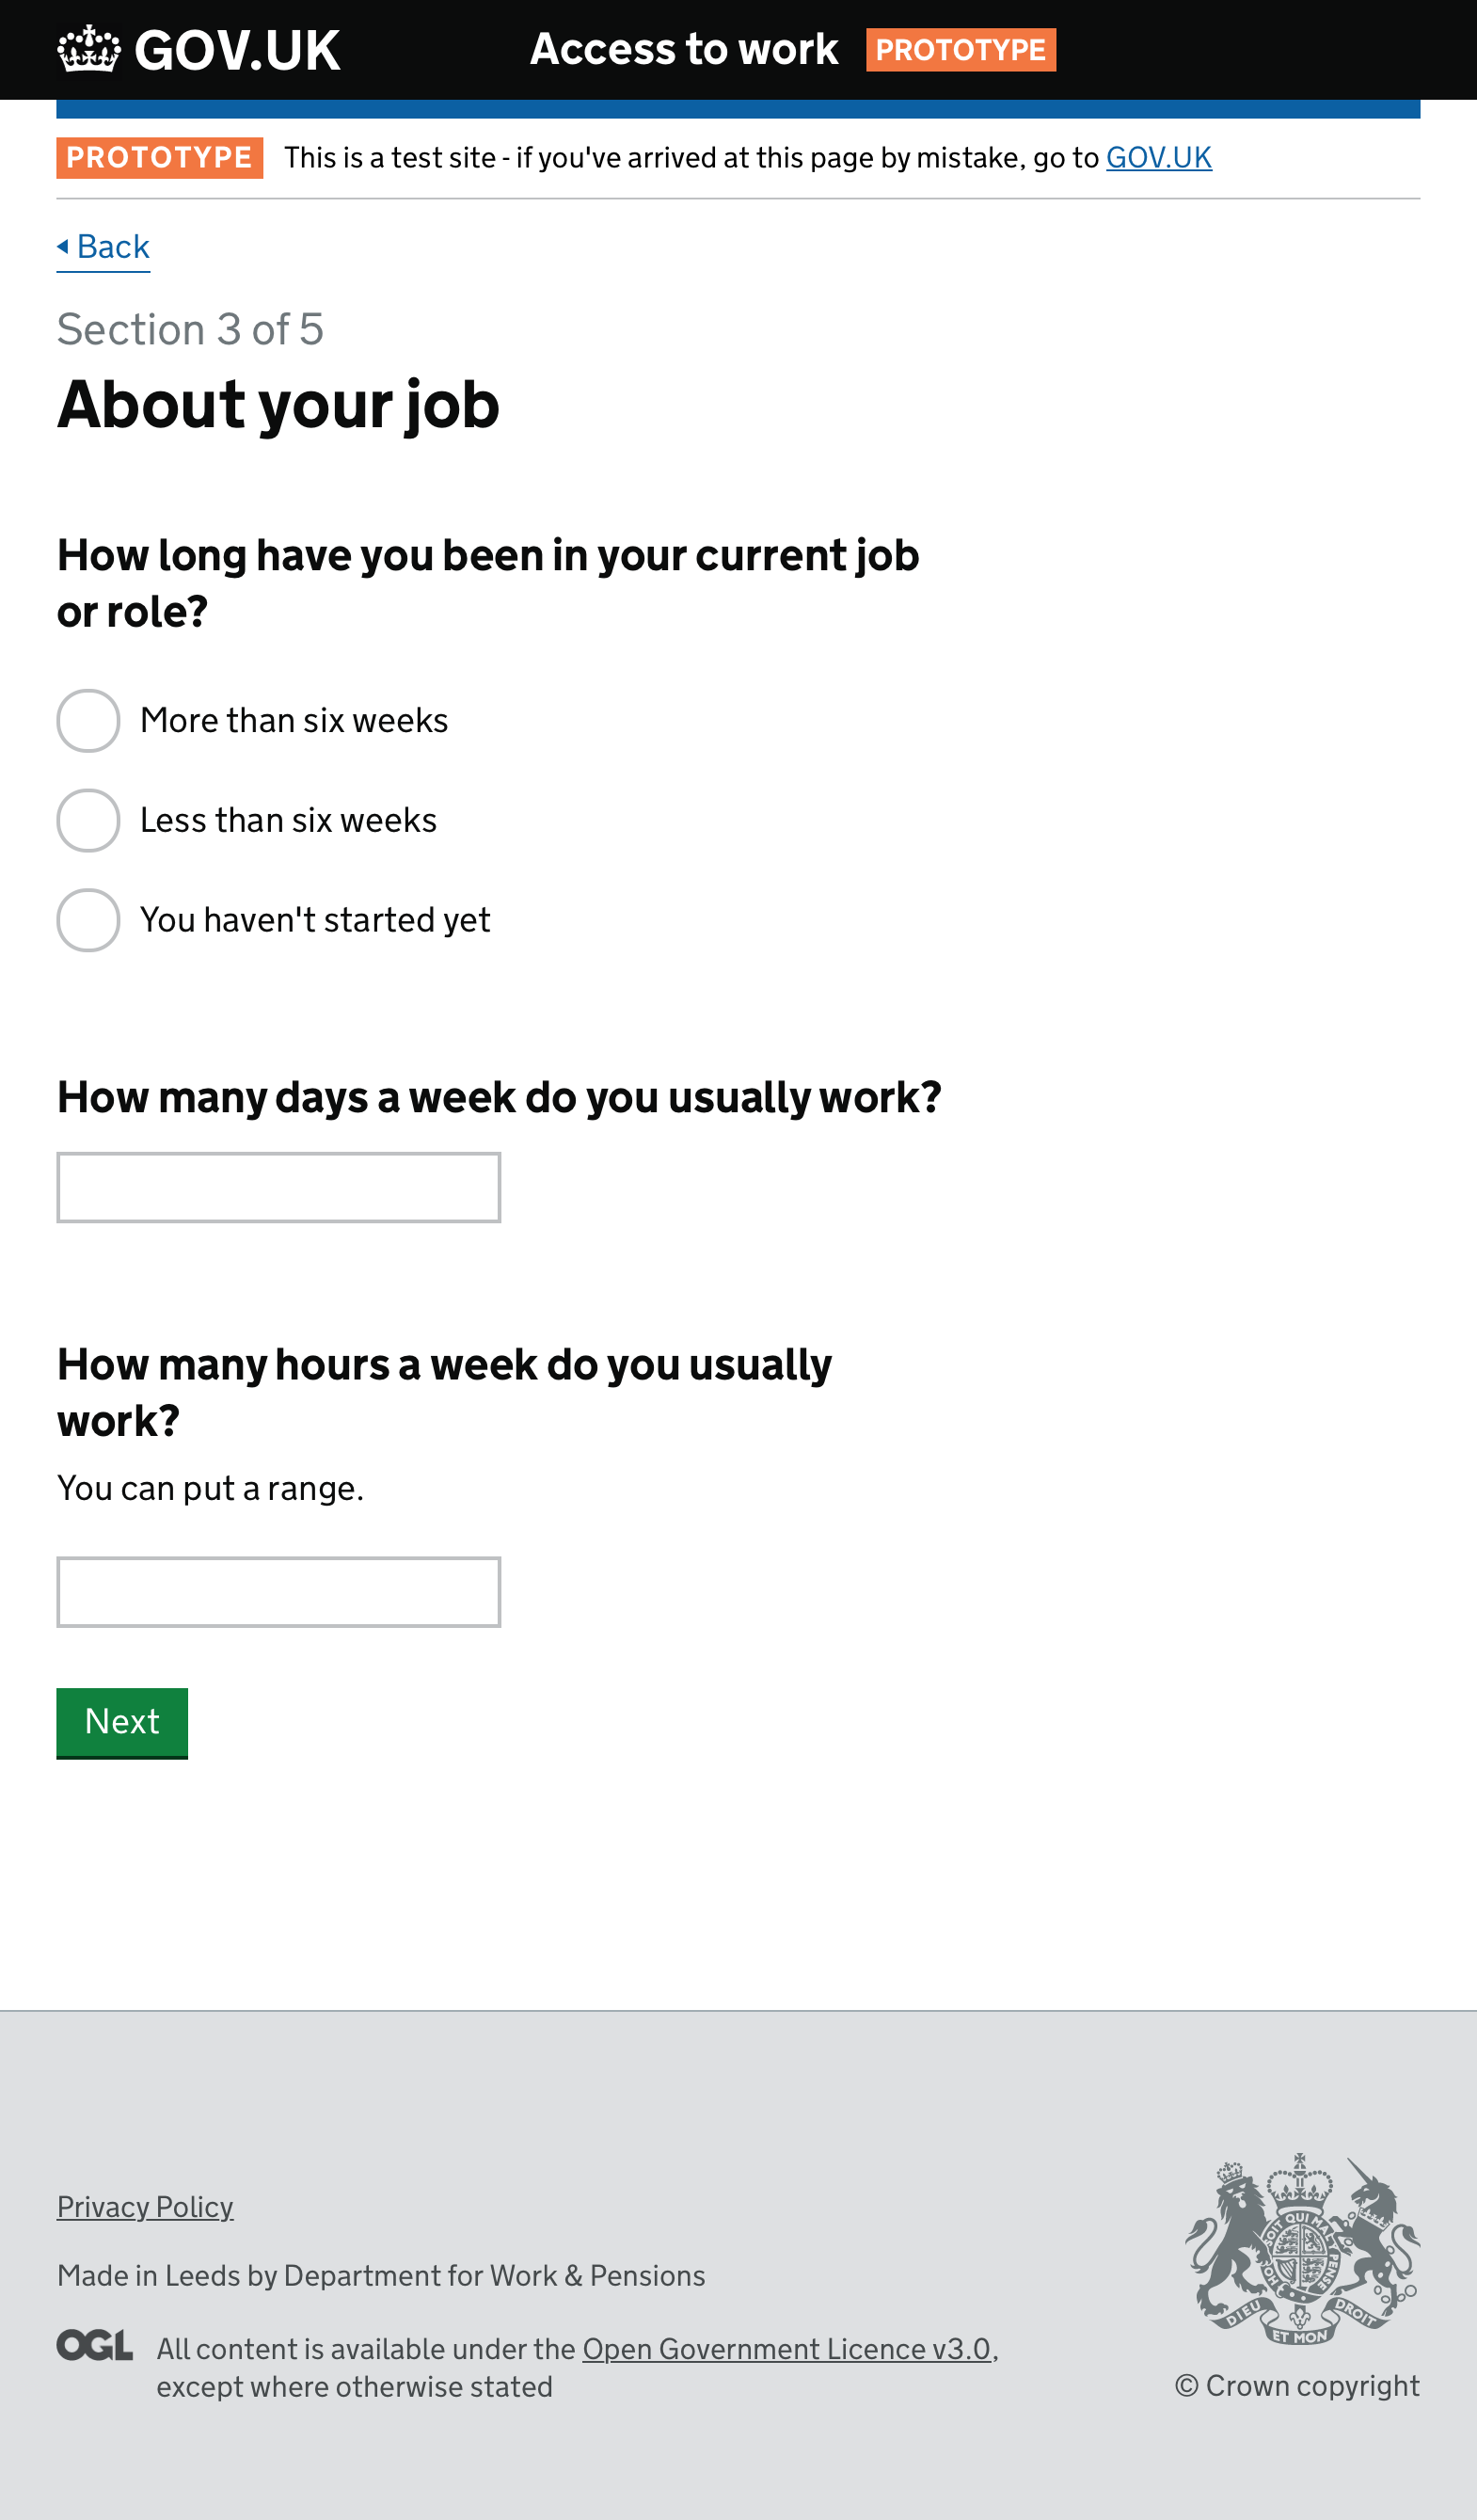 GOV.UK
Access to work PROTOTYPE
PROTOTYPE This is a test site - if you've arrived at this page by mistake, go to GOV.UK
Back
Section 3 of 5
About your job
How long have you been in your current job
or role?
More than six weeks
Less than six weeks
You haven't started yet
How many days a week do you usually work?
How many hours a week do you usually
work?
You can put a range.
Next
Privacy Policy
Made in Leeds by Department for Work & Pensions
OGL All content is available under the Open Government Licence v3.0,
except where otherwise stated
OIT QUI MAL
PENSE
HON
DIEU
ET MON
DROIT
© Crown copyright